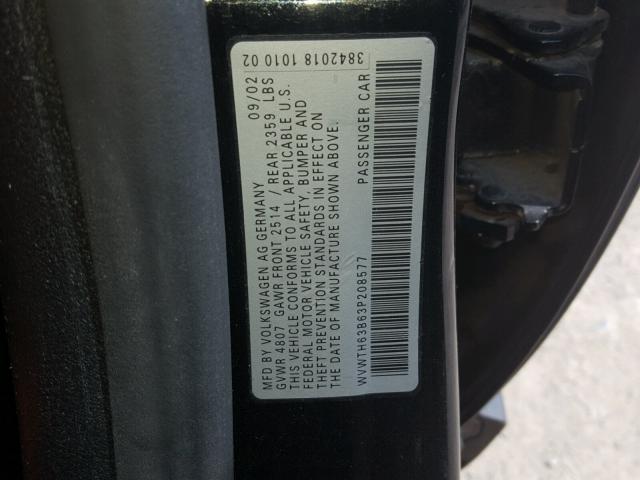 MFD BY VOLKSWAGEN AG GERMANY 09/02
GVWR 4807 GAWR FRONT 2514 / REAR 2359 LBS
THIS VEHICLE CONFORMS TO ALL APPLICABLE U.S.
FEDERAL MOTOR VEHICLE SAFETY, BUMPER AND
THEFT PREVENTION STANDARDS IN EFFECT ON
THE DATE OF MANUFACTURE SHOWN ABOVE.
WVWTH63B63P208577 PASSENGER CAR
3842018 1010 02